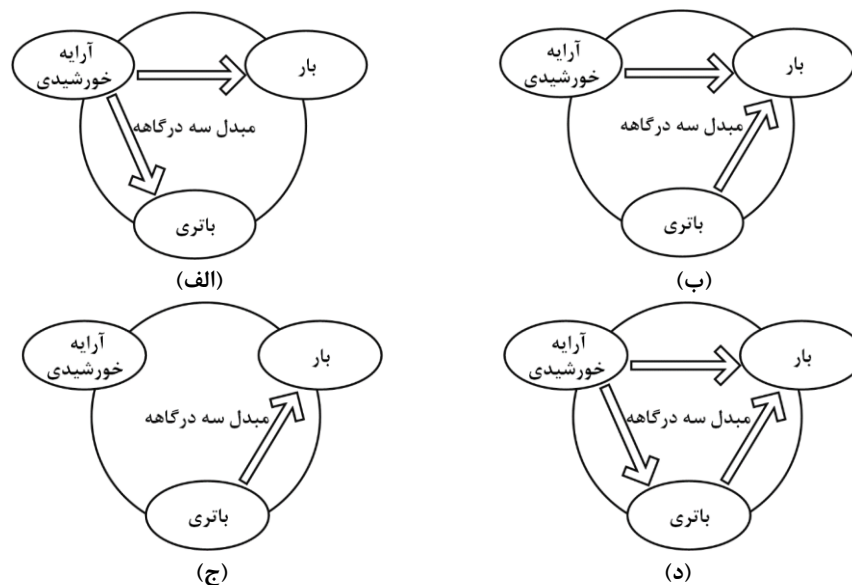 آرایه
خورشیدی
بار
مبدل سه درگاهه
باتری
(الف)
آرایه
خورشیدی
بار
مبدل سه درگاهه
باتری
(ب)
آرایه
خورشیدی
بار
مبدل سه درگاهه
باتری
(ج)
آرایه
خورشیدی
بار
مبدل سه درگاهه
باتری
(د)